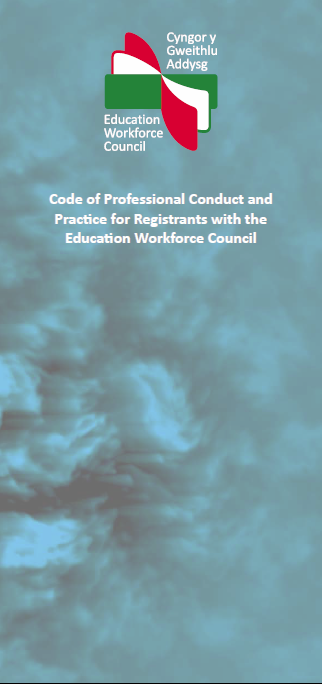 Cyngor y
Gweithlu
Addysg
Education
Workforce
Council
Code of Professional Conduct and
Practice for Registrants with the
Education Workforce Council